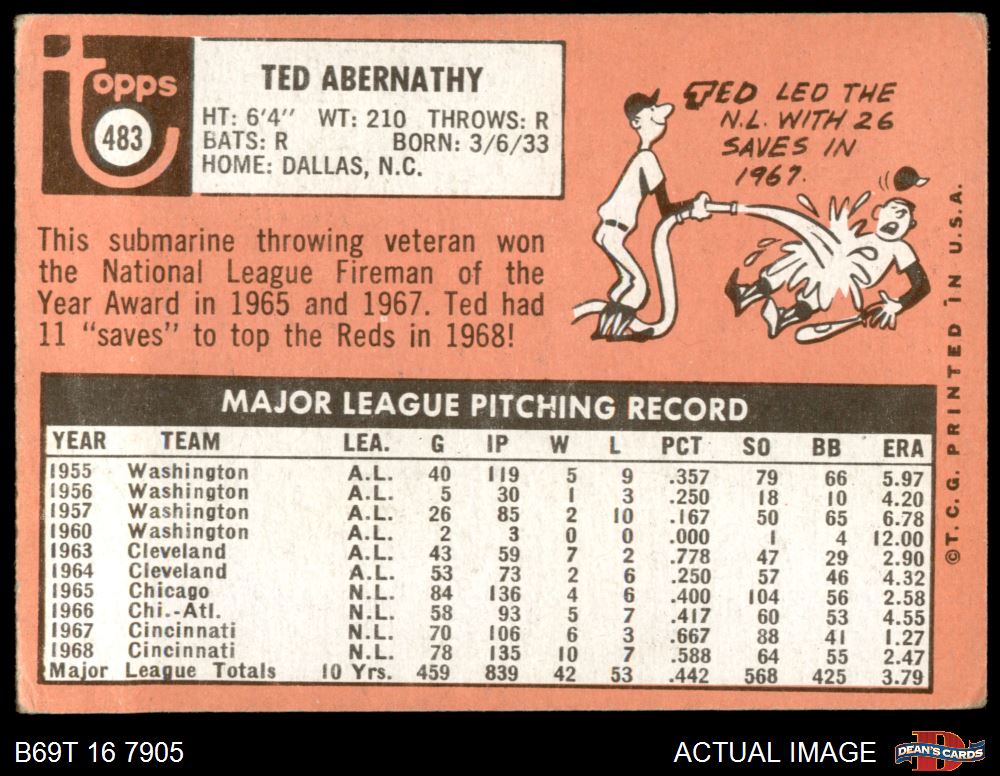 topps
483
TED ABERNATHY
HT: 6'4" WT: 210 THROWS: R
BATS: R BORN: 3/6/33
HOME: DALLAS, N.C.
This submarine throwing veteran won
the National League Fireman of the
Year Award in 1965 and 1967. Ted had
11 "saves" to top the Reds in 1968!
TED LED THE
N.L. WITH 26
SAVES IN
1967.
©T.C.G. PRINTED IN U.S.A.
MAJOR LEAGUE PITCHING RECORD
YEAR TEAM LEA. G IP W L PCT SO BB ERA
1955 Washington A.L. 40 119 5 9 .357 79 66 5.97
1956 Washington A.L. 5 30 1 3 .250 18 10 4.20
1957 Washington A.L. 26 85 2 10 .167 50 65 6.78
1960 Washington A.L. 2 3 0 0 .000 1 4 12.00
1963 Cleveland A.L. 43 59 7 2 .778 47 29 2.90
1964 Cleveland A.L. 53 73 2 6 .250 57 46 4.32
1965 Chicago N.L. 84 136 4 6 .400 104 56 2.58
1966 Chi.-Atl. N.L. 58 93 5 7 .417 60 53 4.55
1967 Cincinnati N.L. 70 106 6 3 .667 88 41 1.27
1968 Cincinnati N.L. 78 135 10 7 .588 64 55 2.47
Major League Totals 10 Yrs. 459 839 42 53 .442 568 425 3.79
B69T 16 7905
ACTUAL IMAGE
D
DEAN'S CARDS